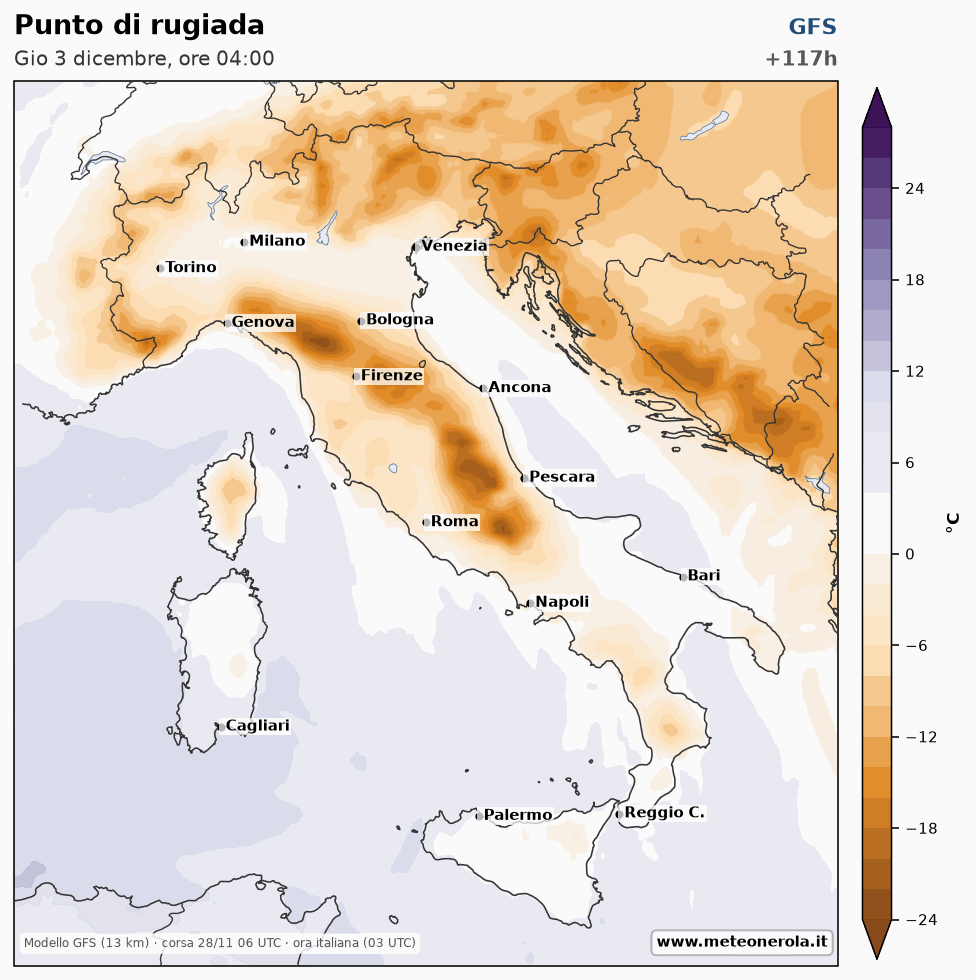 Punto di rugiada
GFS
Gio 3 dicembre, ore 04:00
+117h
24
18
12
6
0
−6
−12
−18
−24
°C
Milano
Venezia
Torino
Genova
Bologna
Firenze
Ancona
Pescara
Roma
Bari
Napoli
Cagliari
Palermo
Reggio C.
Modello GFS (13 km) · corsa 28/11 06 UTC · ora italiana (03 UTC)
www.meteonerola.it